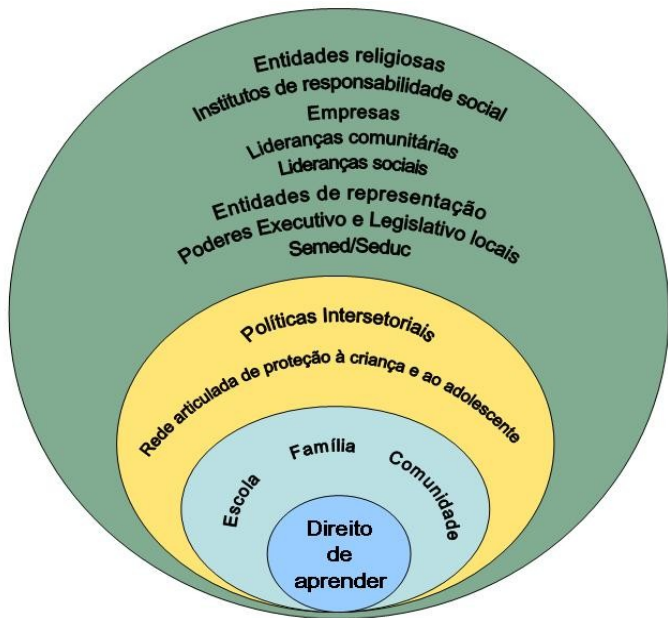 Entidades religiosas
Institutos de responsabilidade social
Empresas
Lideranças comunitárias
Lideranças sociais
Entidades de representação
Poderes Executivo e Legislativo locais
Semed/Seduc
Políticas Intersetoriais
Rede articulada de proteção à criança e ao adolescente
Escola
Família
Comunidade
Direito
de
aprender